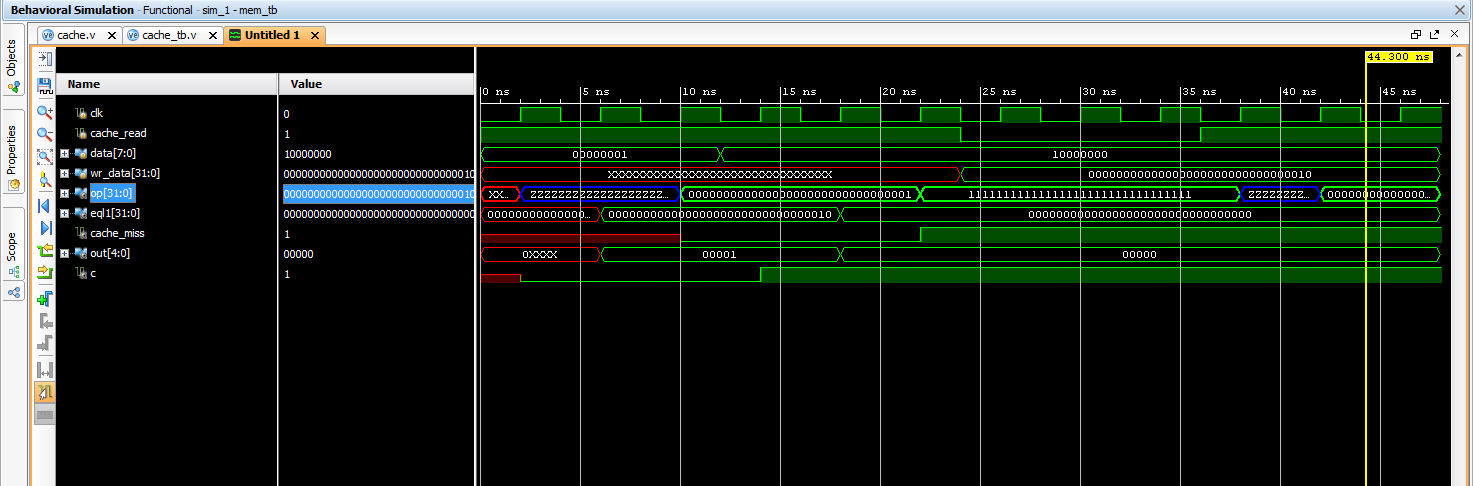 Behavioral Simulation - Functional - sim_1 - mem_tb
cache.v cache_tb.v Untitled 1
Objects
Properties
Scope
Name Value
44.300 ns
0 ns 5 ns 10 ns 15 ns 20 ns 25 ns 30 ns 35 ns 40 ns 45 ns
clk 0
cache_read 1
data[7:0] 10000000 00000001 10000000
wr_data[31:0] 000000000000000000000000000000010 XXXXXXXXXXXXXXXXXXXXXXXXXXXXXXXX 00000000000000000000000000000010
op[31:0] 000000000000000000000000000000010 XX... ZZZZZZZZZZZZZZZZZZZZ... 00000000000000000000000000000001 11111111111111111111111111111111 ZZZZZZZZ... 0000000000000...
eql1[31:0] 00000000000000000000000000000000 00000000000000... 00000000000000000000000000000010 00000000000000000000000000000000
cache_miss 1
out[4:0] 00000 0XXXX 00001 00000
c 1